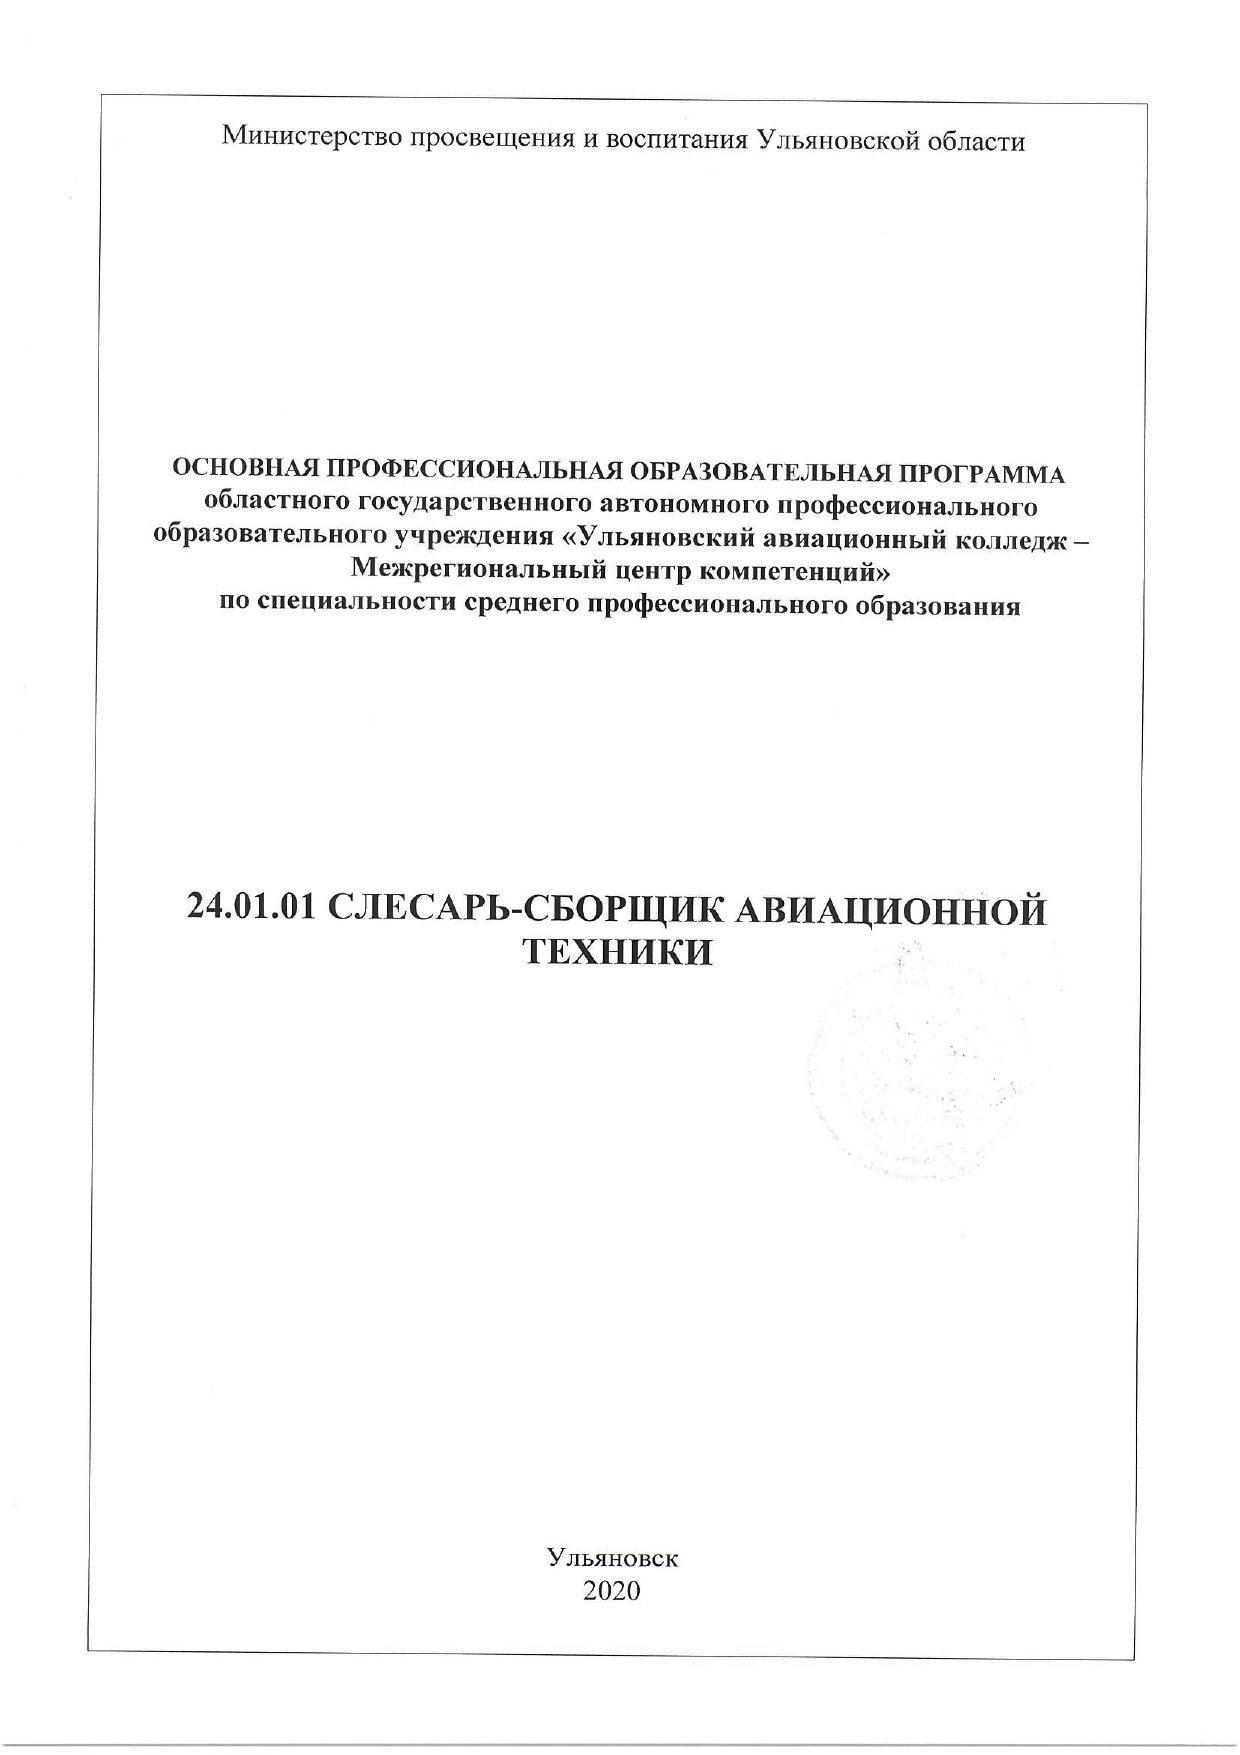 Министерство просвещения и воспитания Ульяновской области
ОСНОВНАЯ ПРОФЕССИОНАЛЬНАЯ ОБРАЗОВАТЕЛЬНАЯ ПРОГРАММА
областного государственного автономного профессионального
образовательного учреждения «Ульяновский авиационный колледж –
Межрегиональный центр компетенций»
по специальности среднего профессионального образования
24.01.01 СЛЕСАРЬ-СБОРЩИК АВИАЦИОННОЙ
ТЕХНИКИ
Ульяновск
2020